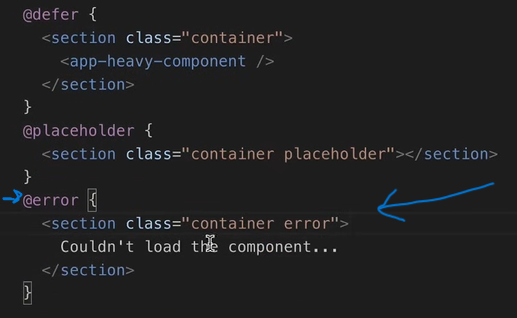 @defer {
<section class="container">
<app-heavy-component />
</section>
}
@placeholder {
<section class="container placeholder"></section>
}
@error {
<section class="container error">
Couldn't load the component...
</section>
}